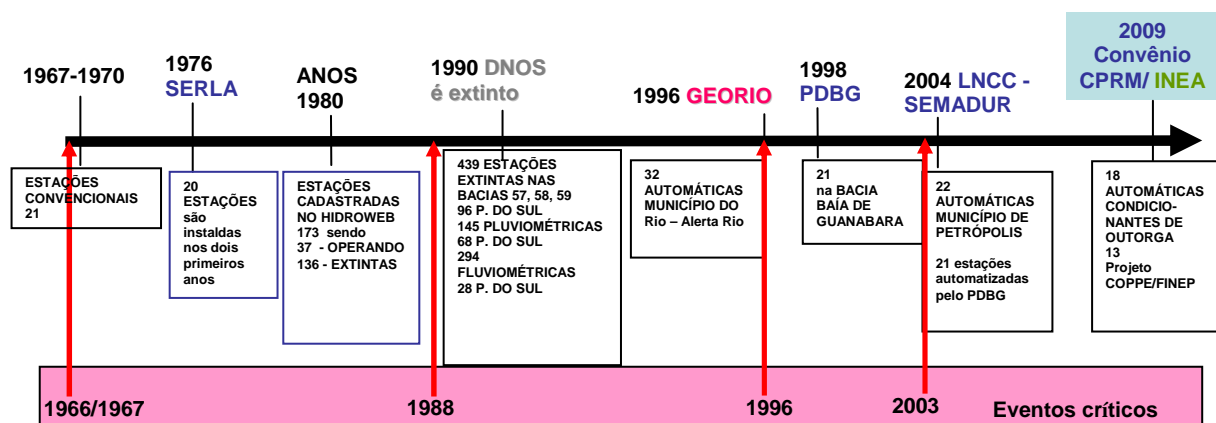 1967-1970
1976
SERLA
ANOS
1980
1990 DNOS
é extinto
1996 GEORIO
1998
PDBG
2004 LNCC -
SEMADUR
2009
Convênio
CPRM/ INEA
ESTAÇÕES
CONVENCIONAIS
21
20
ESTAÇÕES
são
instaldas
nos dois
primeiros
anos
ESTAÇÕES
CADASTRADAS
NO HIDROWEB
173 sendo
37 - OPERANDO
136 - EXTINTAS
439 ESTAÇÕES
EXTINTAS NAS
BACIAS 57, 58, 59
96 P. DO SUL
145 PLUVIOMÉTRICAS
68 P. DO SUL
294
FLUVIOMÉTRICAS
28 P. DO SUL
32
AUTOMÁTICAS
MUNICÍPIO DO
Rio – Alerta Rio
21
na BACIA
BAÍA DE
GUANABARA
22
AUTOMÁTICAS
MUNICÍPIO DE
PETRÓPOLIS
21 estações
automatizadas
pelo PDBG
18
AUTOMÁTICAS
CONDICIO-
NANTES DE
OUTORGA
13
Projeto
COPPE/FINEP
1966/1967
1988
1996
2003
Eventos críticos